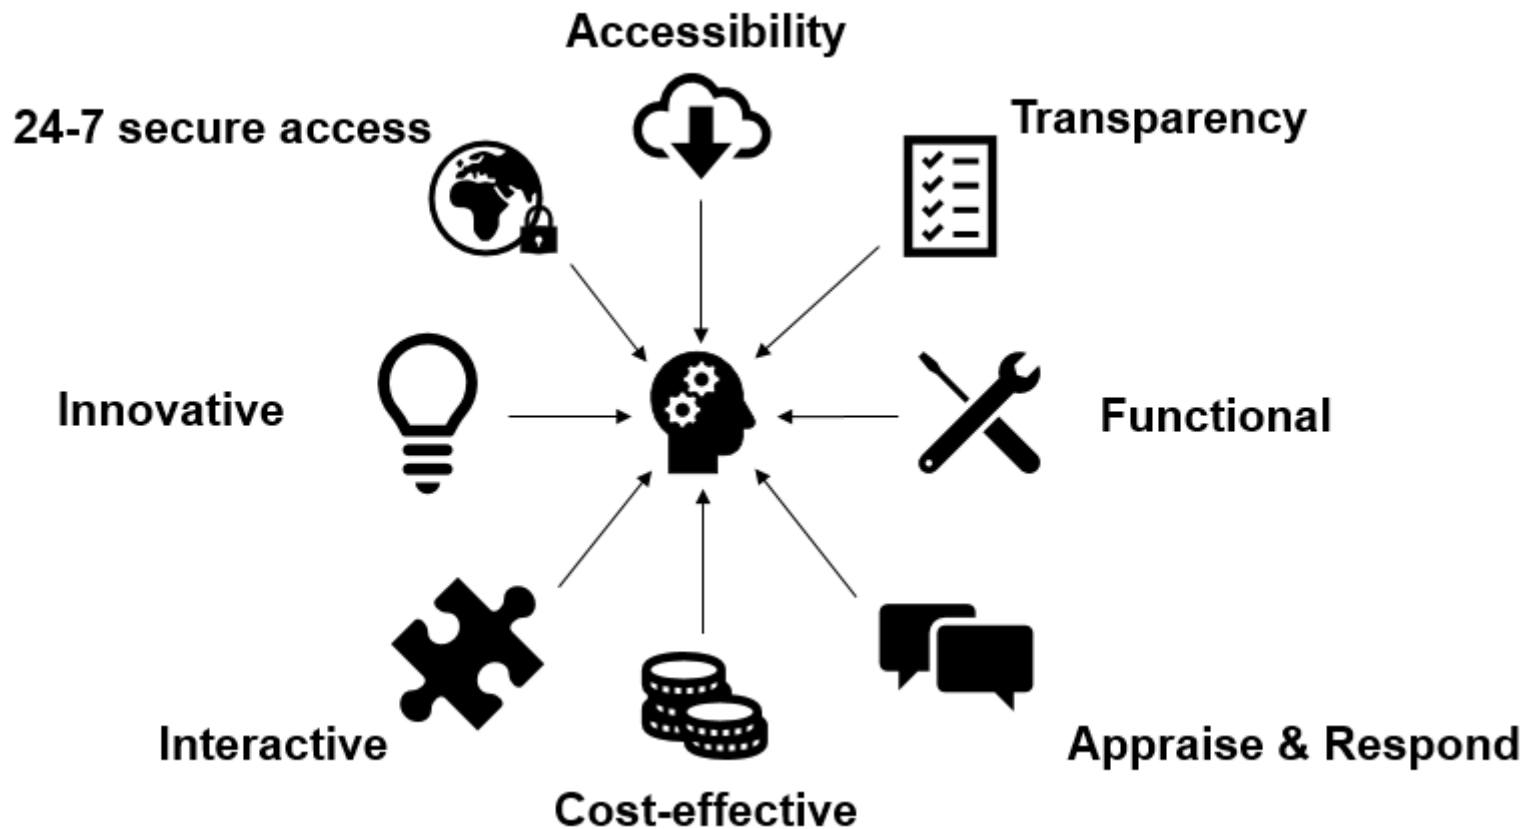 Accessibility
24-7 secure access
Transparency
Innovative
Functional
Interactive
Appraise & Respond
Cost-effective